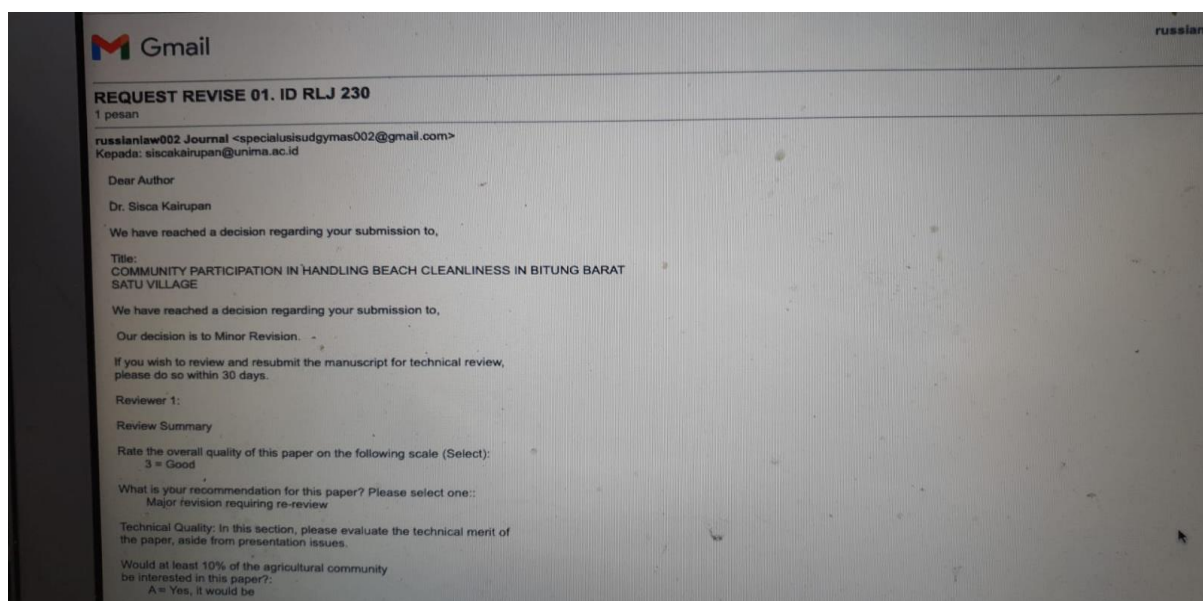 Gmail
russian
REQUEST REVISE 01. ID RLJ 230
1 pesan
russianlaw002 Journal <specialusisudgymas002@gmail.com>
Kepada: siscakairupan@unima.ac.id
Dear Author
Dr. Sisca Kairupan
We have reached a decision regarding your submission to,
Title:
COMMUNITY PARTICIPATION IN HANDLING BEACH CLEANLINESS IN BITUNG BARAT
SATU VILLAGE
We have reached a decision regarding your submission to,
Our decision is to Minor Revision.
If you wish to review and resubmit the manuscript for technical review,
please do so within 30 days.
Reviewer 1:
Review Summary
Rate the overall quality of this paper on the following scale (Select):
3 = Good
What is your recommendation for this paper? Please select one::
Major revision requiring re-review
Technical Quality: In this section, please evaluate the technical merit of
the paper, aside from presentation issues.
Would at least 10% of the agricultural community
be interested in this paper?:
A = Yes, it would be